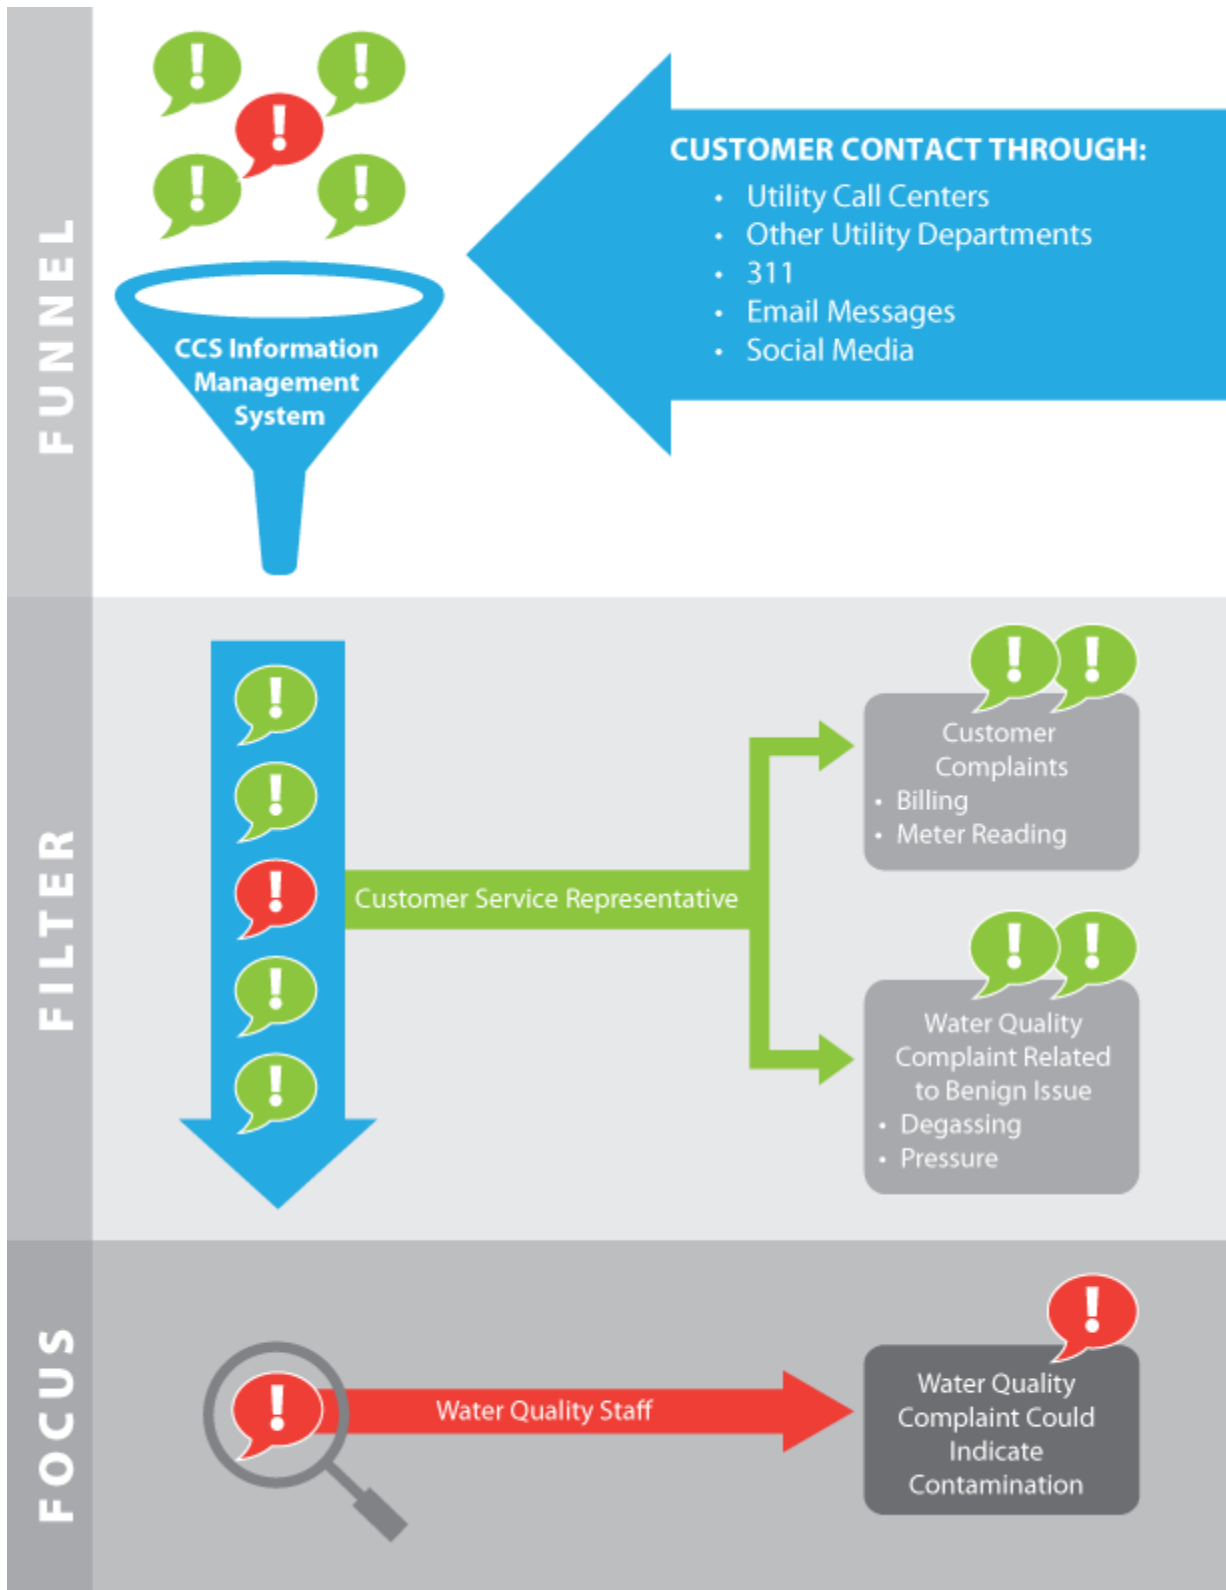 FUNNEL
CUSTOMER CONTACT THROUGH:
• Utility Call Centers
• Other Utility Departments
• 311
• Email Messages
• Social Media
CCS Information
Management
System
FILTER
Customer Service Representative
Customer
Complaints
• Billing
• Meter Reading
Water Quality
Complaint Related
to Benign Issue
• Degassing
• Pressure
FOCUS
Water Quality Staff
Water Quality
Complaint Could
Indicate
Contamination